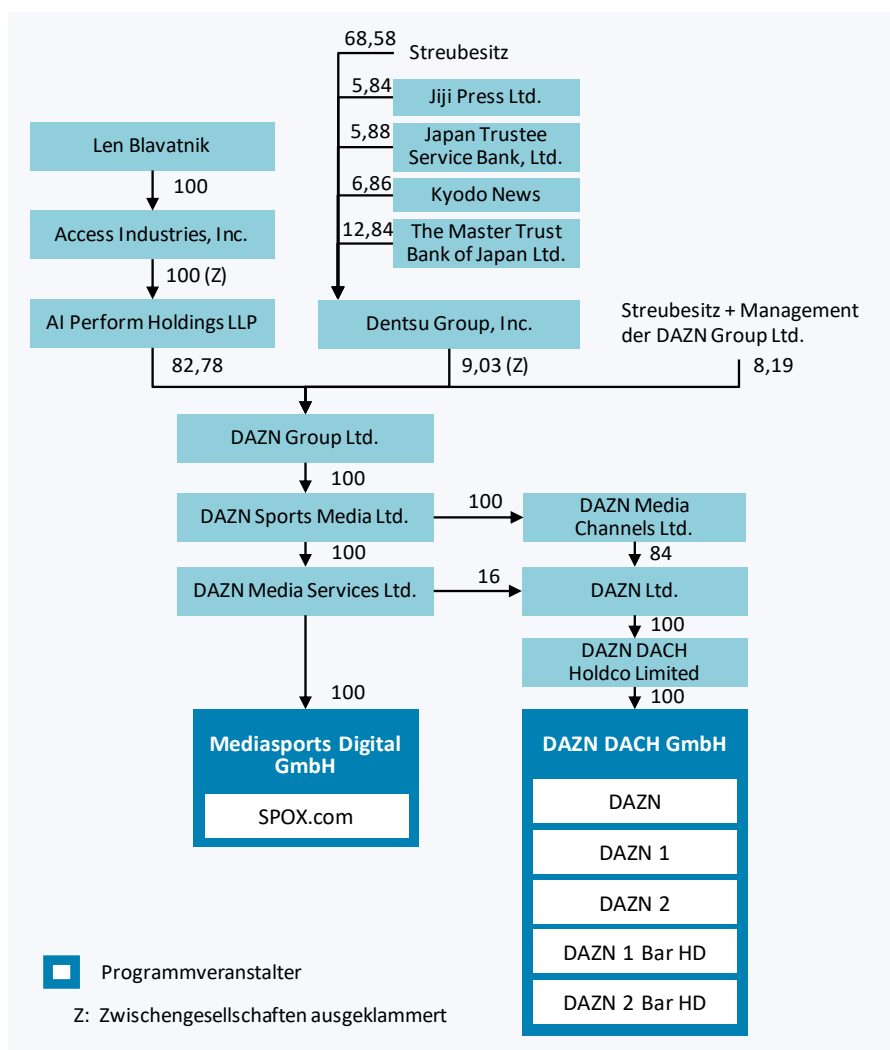 68,58
Streubesitz
5,84
Jiji Press Ltd.
5,88
Japan Trustee
Service Bank, Ltd.
Len Blavatnik
6,86
Kyodo News
100
12,84
The Master Trust
Bank of Japan Ltd.
Access Industries, Inc.
100 (Z)
AI Perform Holdings LLP
Dentsu Group, Inc.
Streubesitz + Management
der DAZN Group Ltd.
82,78
9,03 (Z)
8,19
DAZN Group Ltd.
100
DAZN Sports Media Ltd.
100
DAZN Media
Channels Ltd.
100
84
DAZN Media Services Ltd.
16
DAZN Ltd.
100
DAZN DACH
Holdco Limited
100
100
Mediasports Digital
GmbH
SPOX.com
DAZN DACH GmbH
DAZN
DAZN 1
DAZN 2
DAZN 1 Bar HD
DAZN 2 Bar HD
Programmveranstalter
Z: Zwischengesellschaften ausgeklammert